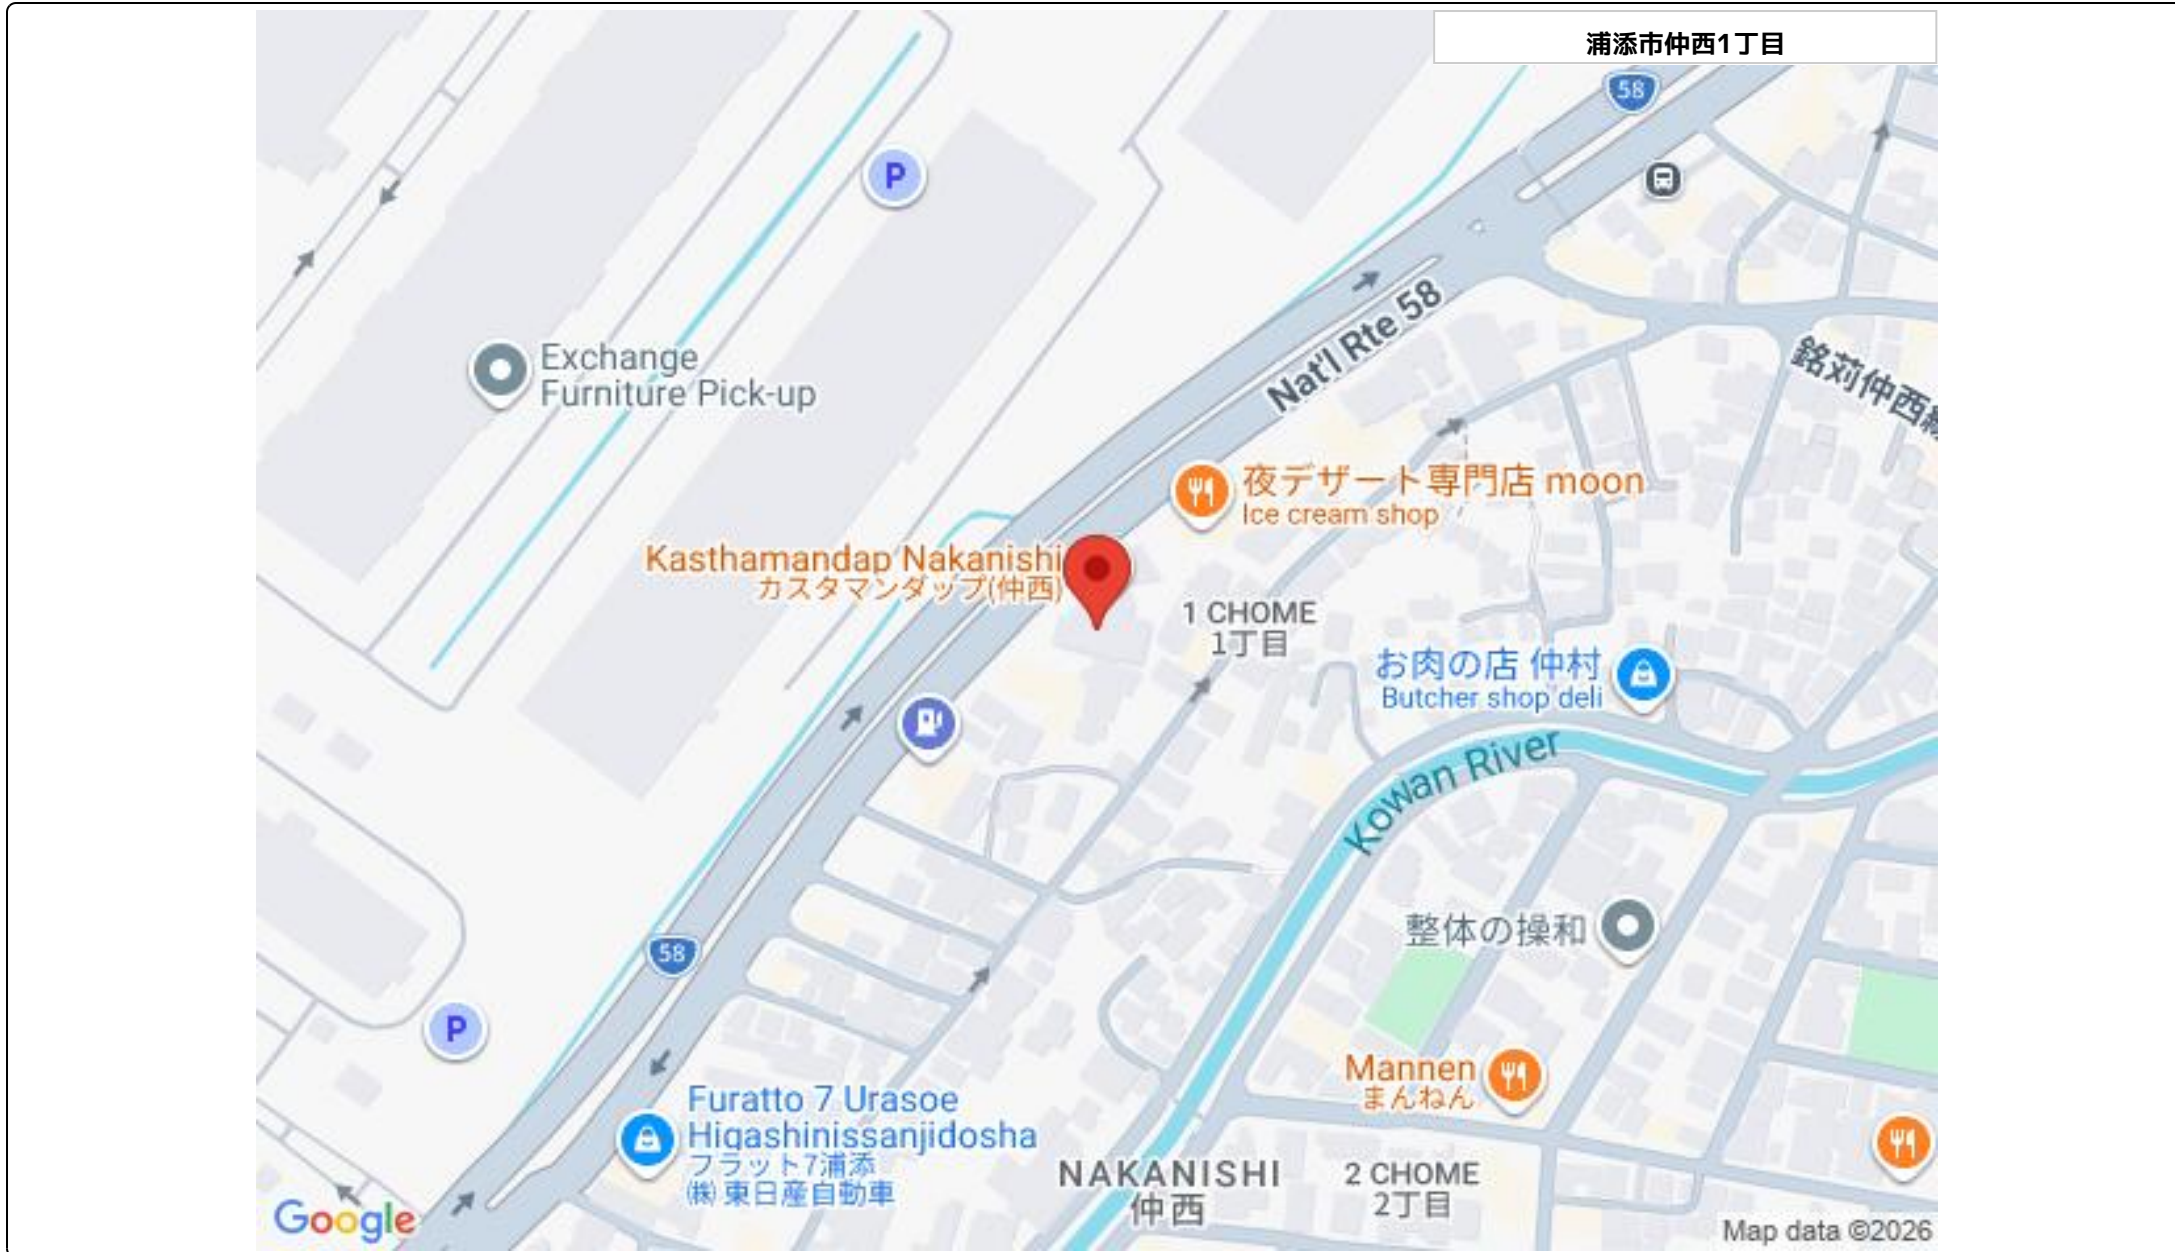 浦添市仲西1丁目
58
P
Nat'l Rte 58
Exchange
Furniture Pick-up
銘苅仲西線
夜デザート専門店 moon
Ice cream shop
Kasthamandap Nakanishi
カスタマンダップ(仲西)
1 CHOME
1丁目
お肉の店 仲村
Butcher shop deli
Kowan River
整体の操和
58
P
Mannen
まんねん
Furatto 7 Urasoe
Higashinissanjidosha
フラット7浦添
㈱ 東日産自動車
NAKANISHI
仲西
2 CHOME
2丁目
Google
Map data ©2026